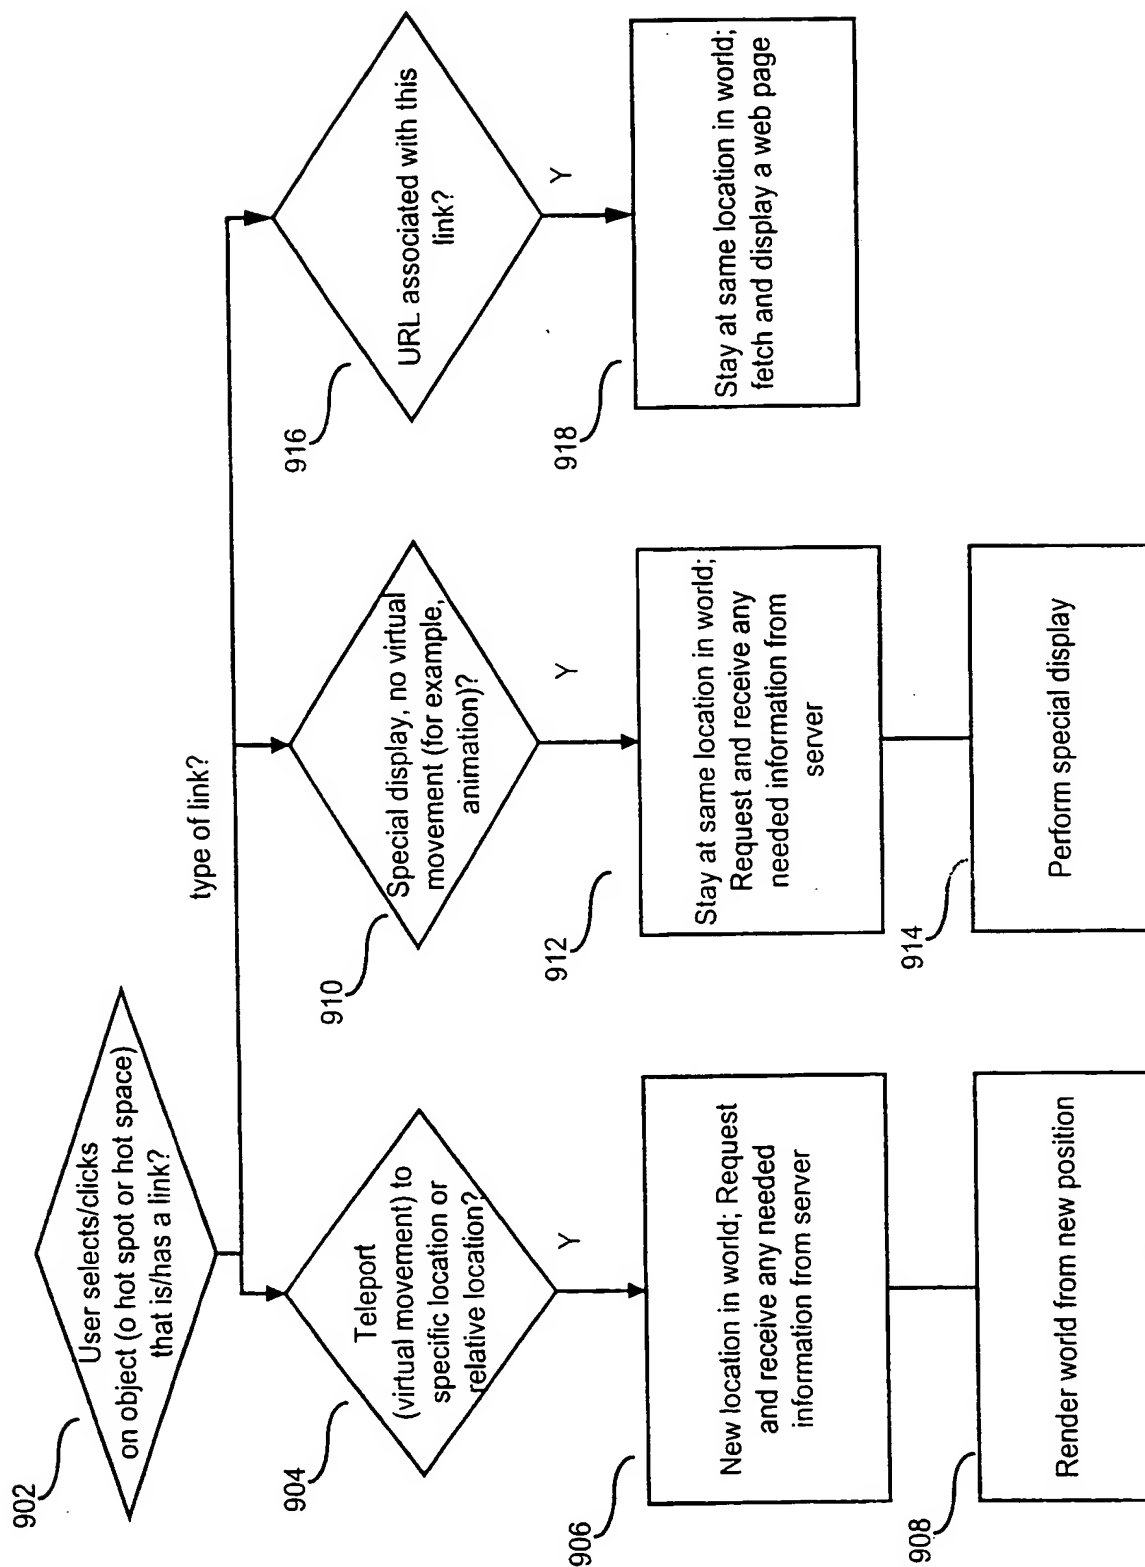 902
User selects/clicks
on object (o hot spot or hot space)
that is/has a link?
type of link?
904
Teleport
(virtual movement) to
specific location or
relative location?
Y
906
New location in world; Request
and receive any needed
information from server
908
Render world from new position
910
Special display, no virtual
movement (for example,
animation)?
Y
912
Stay at same location in world;
Request and receive any
needed information from
server
914
Perform special display
916
URL associated with this
link?
Y
918
Stay at same location in world;
fetch and display a web page